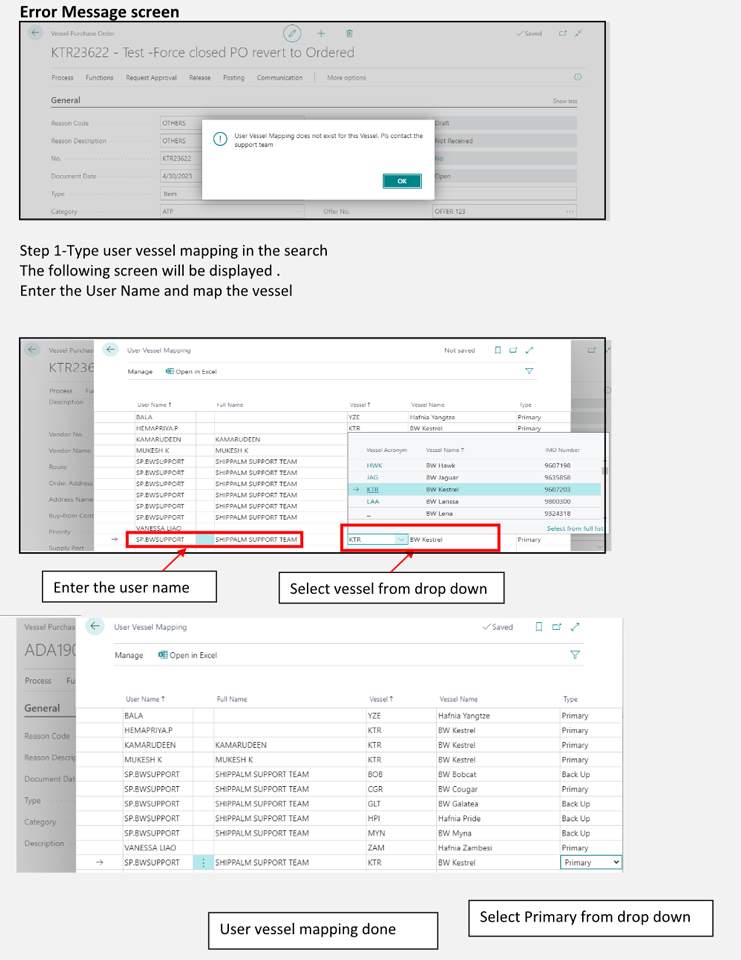 Error Message screen
Vessel Purchase Order
Saved
KTR23622 - Test -Force closed PO revert to Ordered
Process Functions Request Approval Release Posting Communication More options
General
Show less
Reason Code OTHERS Draft
Reason Description OTHERS Not Received
No. KTR23622 No
Document Date 4/30/2023 Open
Type Item
Category ATP Offer No. OFFER 123
User Vessel Mapping does not exist for this Vessel. Pls contact the
support team
OK
Step 1-Type user vessel mapping in the search
The following screen will be displayed .
Enter the User Name and map the vessel
Vessel Purchas
User Vessel Mapping Not saved
KTR236
Manage Open in Excel
Process Fu
Description
Vendor No.
Vendor Name
Route
Order Address
Address Name
Buy-from Cont
Priority
Supply Port
User Name ↑ Full Name Vessel ↑ Vessel Name Type
BALA YZE Hafnia Yangtze Primary
HEMAPRIYA.P KTR BW Kestrel Primary
KAMARUDEEN KAMARUDEEN
MUKESH K MUKESH K
SP.BWSUPPORT SHIPPALM SUPPORT TEAM
SP.BWSUPPORT SHIPPALM SUPPORT TEAM
SP.BWSUPPORT SHIPPALM SUPPORT TEAM
SP.BWSUPPORT SHIPPALM SUPPORT TEAM
SP.BWSUPPORT SHIPPALM SUPPORT TEAM
VANESSA LIAO
SP.BWSUPPORT SHIPPALM SUPPORT TEAM KTR BW Kestrel Primary
Vessel Acronym Vessel Name ↑ IMO Number
HWK BW Hawk 9607198
JAG BW Jaguar 9635858
KTR BW Kestrel 9607203
LAA BW Larissa 9800300
_ BW Lena 9324318
Select from full list
Enter the user name
Select vessel from drop down
Vessel Purchas
User Vessel Mapping Saved
ADA190
Manage Open in Excel
Process Fu
General
Reason Code
Reason Descrip
Document Dat
Type
Category
Description
User Name ↑ Full Name Vessel ↑ Vessel Name Type
BALA YZE Hafnia Yangtze Primary
HEMAPRIYA.P KTR BW Kestrel Primary
KAMARUDEEN KAMARUDEEN KTR BW Kestrel Primary
MUKESH K MUKESH K KTR BW Kestrel Primary
SP.BWSUPPORT SHIPPALM SUPPORT TEAM BOB BW Bobcat Back Up
SP.BWSUPPORT SHIPPALM SUPPORT TEAM CGR BW Cougar Primary
SP.BWSUPPORT SHIPPALM SUPPORT TEAM GLT BW Galatea Back Up
SP.BWSUPPORT SHIPPALM SUPPORT TEAM HPI Hafnia Pride Back Up
SP.BWSUPPORT SHIPPALM SUPPORT TEAM MYN BW Myna Back Up
VANESSA LIAO ZAM Hafnia Zambesi Primary
SP.BWSUPPORT SHIPPALM SUPPORT TEAM KTR BW Kestrel Primary
Select Primary from drop down
User vessel mapping done